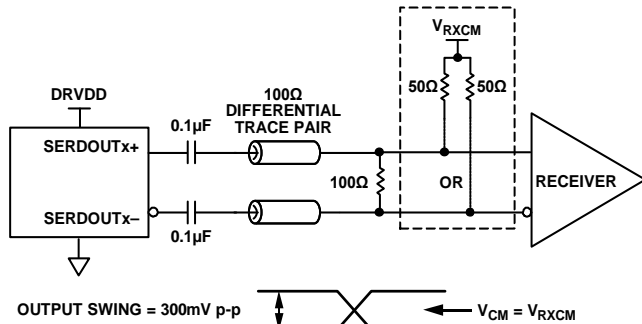 V_RXCM
DRVDD
100Ω
DIFFERENTIAL
TRACE PAIR
50Ω
50Ω
0.1µF
SERDOUTx+
100Ω
OR
RECEIVER
SERDOUTx–
0.1µF
OUTPUT SWING = 300mV p-p
V_CM = V_RXCM